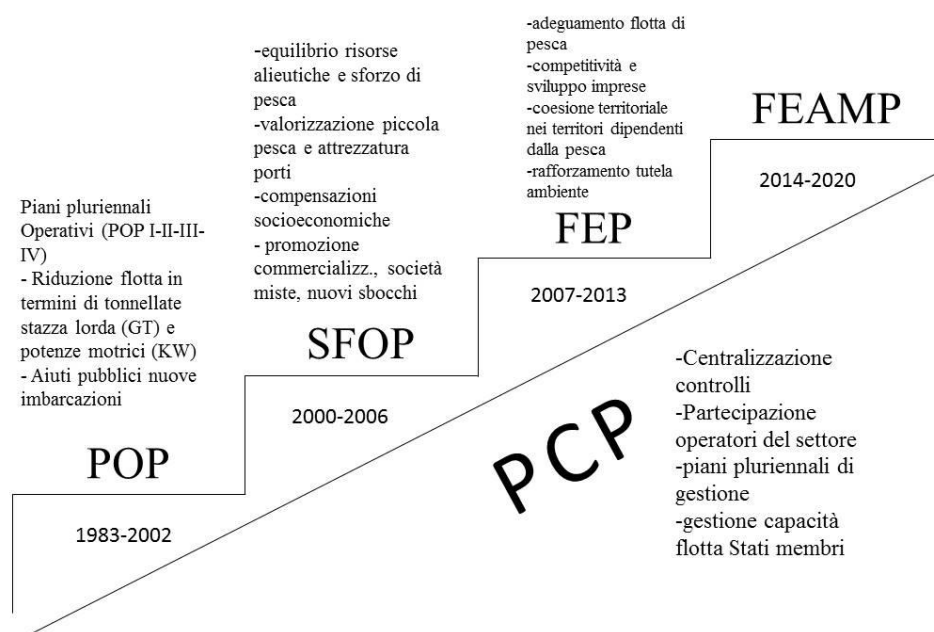 Piani pluriennali
Operativi (POP I-II-III-
IV)
- Riduzione flotta in
termini di tonnellate
stazza lorda (GT) e
potenze motrici (KW)
- Aiuti pubblici nuove
imbarcazioni
POP
1983-2002
-equilibrio risorse
alieutiche e sforzo di
pesca
-valorizzazione piccola
pesca e attrezzatura
porti
-compensazioni
socioeconomiche
- promozione
commercializz., società
miste, nuovi sbocchi
SFOP
2000-2006
-adeguamento flotta di
pesca
-competitività e
sviluppo imprese
-coesione territoriale
nei territori dipendenti
dalla pesca
-rafforzamento tutela
ambiente
FEP
2007-2013
FEAMP
2014-2020
PCP
-Centralizzazione
controlli
-Partecipazione
operatori del settore
-piani pluriennali di
gestione
-gestione capacità
flotta Stati membri